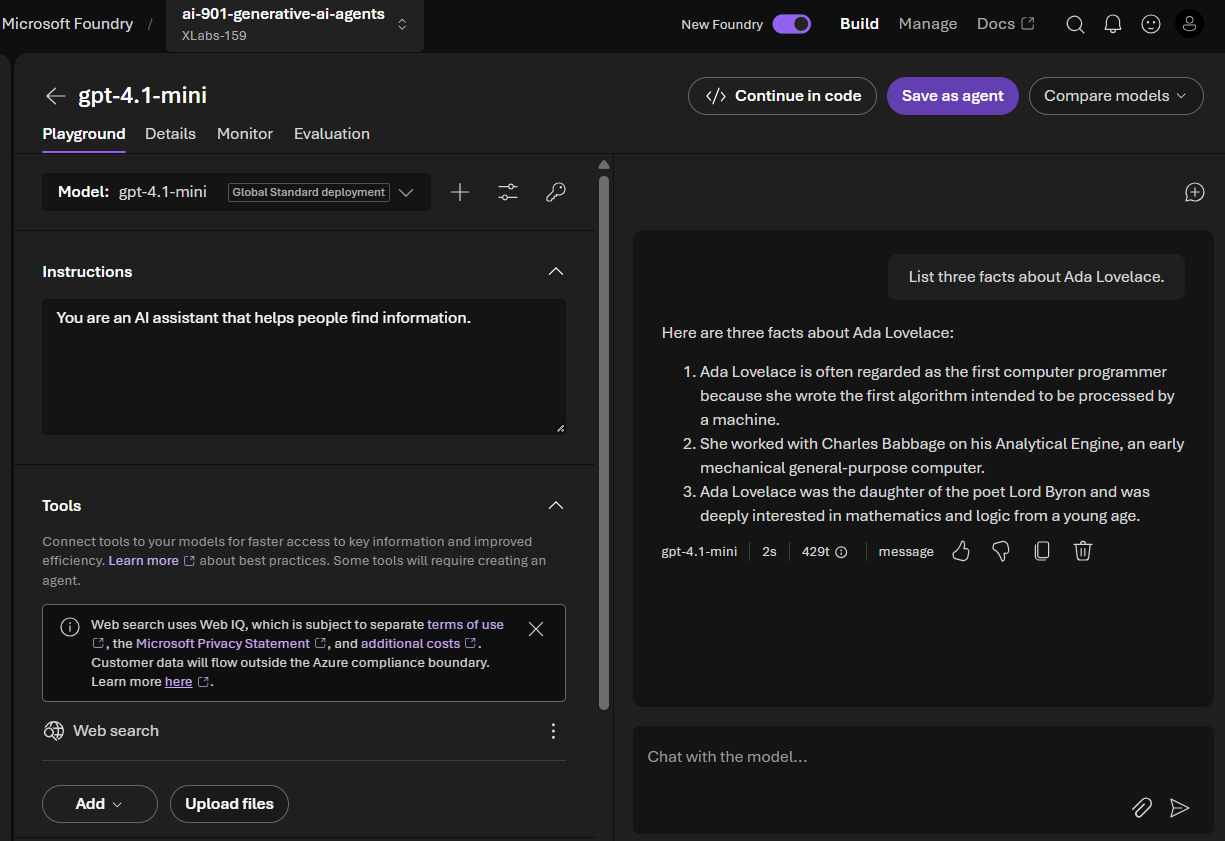 Microsoft Foundry / ai-901-generative-ai-agents
XLabs-159
New Foundry Build Manage Docs
gpt-4.1-mini
Continue in code Save as agent Compare models
Playground Details Monitor Evaluation
Model: gpt-4.1-mini Global Standard deployment
Instructions
You are an AI assistant that helps people find information.
Tools
Connect tools to your models for faster access to key information and improved
efficiency. Learn more about best practices. Some tools will require creating an
agent.
Web search uses Web IQ, which is subject to separate terms of use
, the Microsoft Privacy Statement , and additional costs .
Customer data will flow outside the Azure compliance boundary.
Learn more here .
Web search
Add Upload files
List three facts about Ada Lovelace.
Here are three facts about Ada Lovelace:
1. Ada Lovelace is often regarded as the first computer programmer
because she wrote the first algorithm intended to be processed by
a machine.
2. She worked with Charles Babbage on his Analytical Engine, an early
mechanical general-purpose computer.
3. Ada Lovelace was the daughter of the poet Lord Byron and was
deeply interested in mathematics and logic from a young age.
gpt-4.1-mini 2s 429t message
Chat with the model...